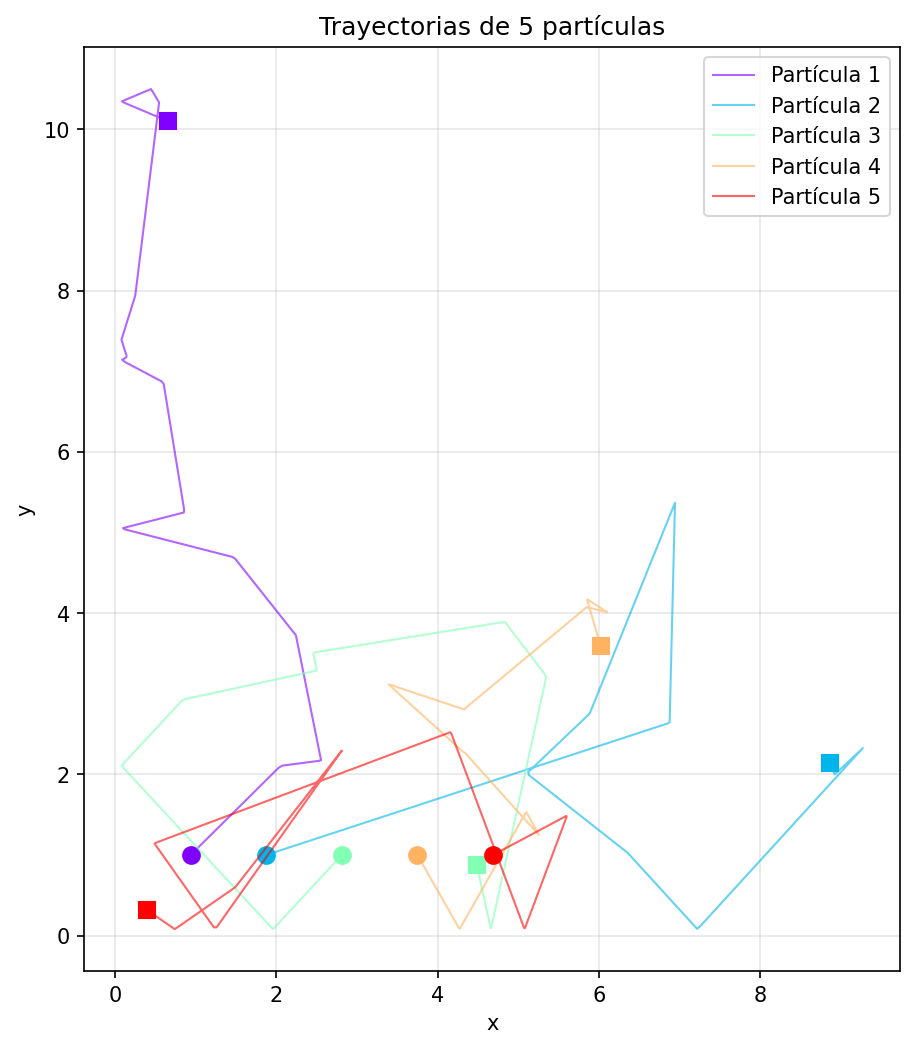 Trayectorias de 5 partículas
Partícula 1
Partícula 2
Partícula 3
Partícula 4
Partícula 5
10
8
6
4
2
0
y
0 2 4 6 8
x